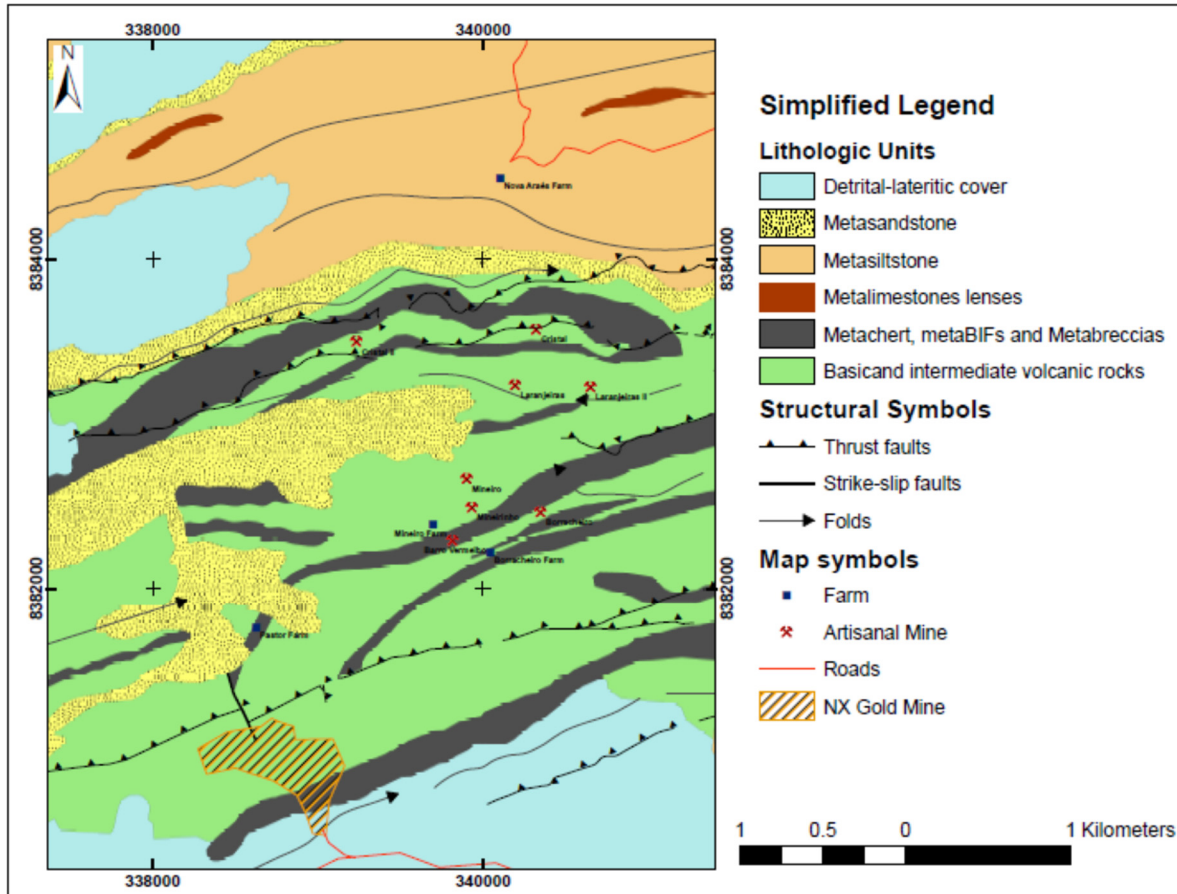 338000 340000
N
Nova Araés Farm
8384000 8384000
Cristal
Cristal II
Laranjeiras Laranjeiras II
Mineiro
Mineirinho Borracheiro
Mineiro Farm
Barro Vermelho Borracheiro Farm
8382000 8382000
Pastor Farm
338000 340000
Simplified Legend
Lithologic Units
Detrital-lateritic cover
Metasandstone
Metasiltstone
Metalimestones lenses
Metachert, metaBIFs and Metabreccias
Basicand intermediate volcanic rocks
Structural Symbols
Thrust faults
Strike-slip faults
Folds
Map symbols
Farm
Artisanal Mine
Roads
NX Gold Mine
1 0.5 0 1 Kilometers